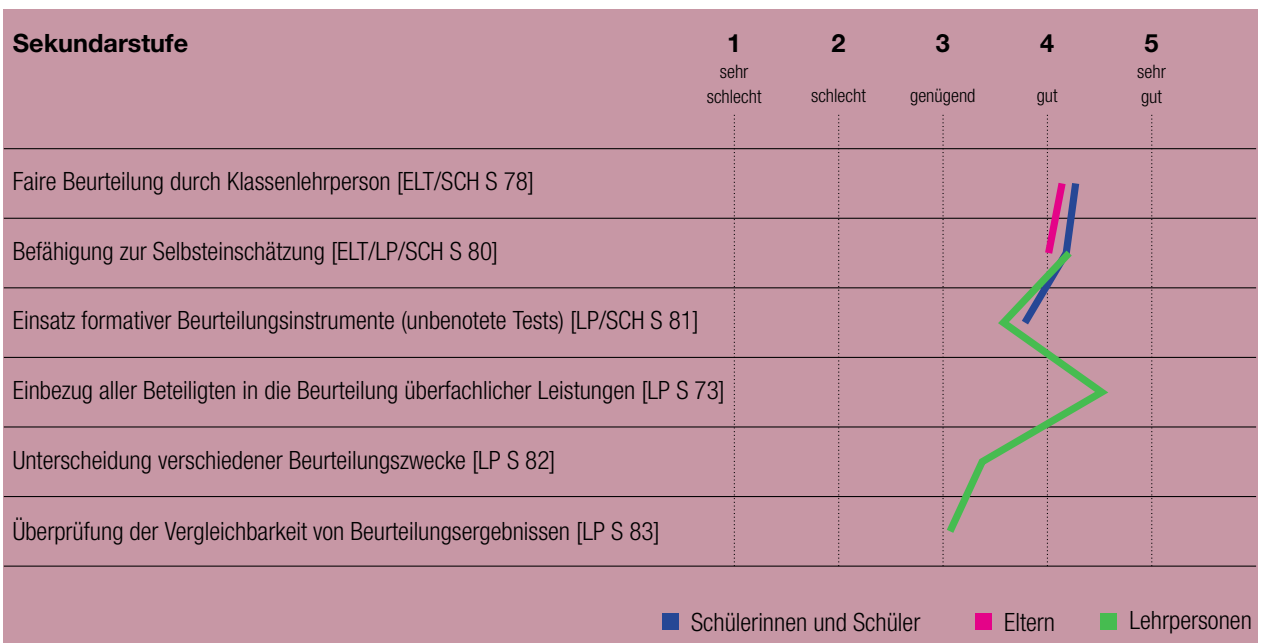 Sekundarstufe 1 2 3 4 5
sehr sehr
schlecht schlecht genügend gut gut
Faire Beurteilung durch Klassenlehrperson [ELT/SCH S 78]
Befähigung zur Selbsteinschätzung [ELT/LP/SCH S 80]
Einsatz formativer Beurteilungsinstrumente (unbenotete Tests) [LP/SCH S 81]
Einbezug aller Beteiligten in die Beurteilung überfachlicher Leistungen [LP S 73]
Unterscheidung verschiedener Beurteilungszwecke [LP S 82]
Überprüfung der Vergleichbarkeit von Beurteilungsergebnissen [LP S 83]
Schülerinnen und Schüler Eltern Lehrpersonen